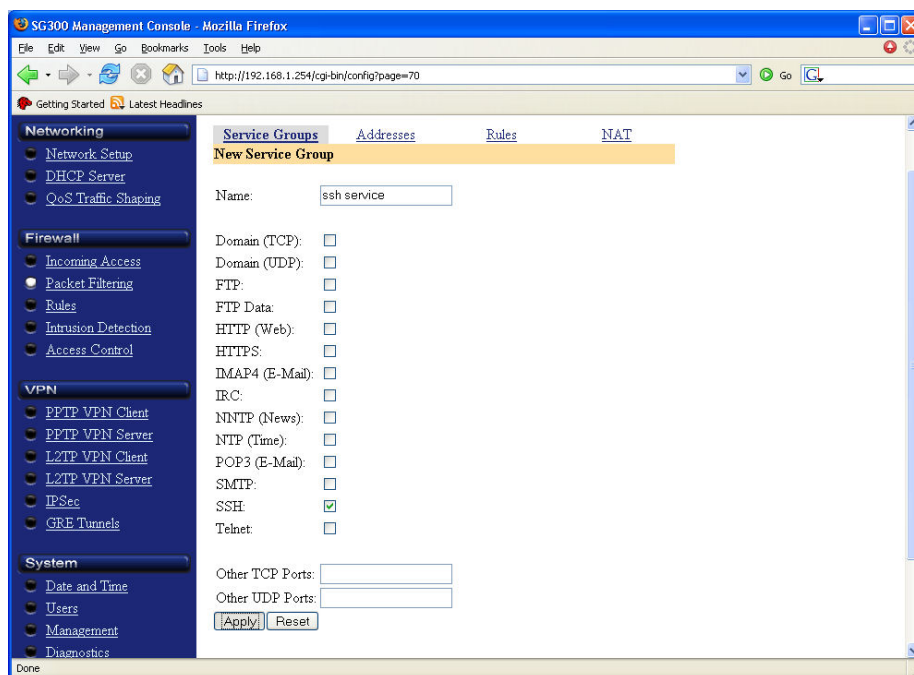 SG300 Management Console - Mozilla Firefox
File Edit View Go Bookmarks Tools Help
http://192.168.1.254/cgi-bin/config?page=70
Go
G
Getting Started Latest Headlines
Networking
Network Setup
DHCP Server
QoS Traffic Shaping
Firewall
Incoming Access
Packet Filtering
Rules
Intrusion Detection
Access Control
VPN
PPTP VPN Client
PPTP VPN Server
L2TP VPN Client
L2TP VPN Server
IPSec
GRE Tunnels
System
Date and Time
Users
Management
Diagnostics
Service Groups Addresses Rules NAT
New Service Group
Name: ssh service
Domain (TCP):
Domain (UDP):
FTP:
FTP Data:
HTTP (Web):
HTTPS:
IMAP4 (E-Mail):
IRC:
NNTP (News):
NTP (Time):
POP3 (E-Mail):
SMTP:
SSH:
Telnet:
Other TCP Ports:
Other UDP Ports:
Apply Reset
Done